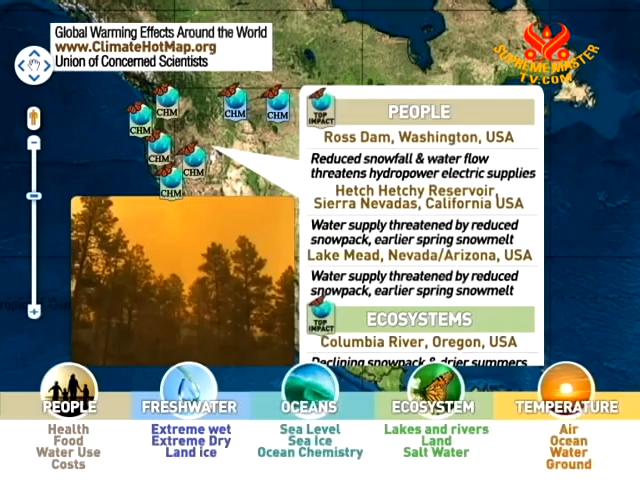 Global Warming Effects Around the World
www.ClimateHotMap.org
Union of Concerned Scientists
SUPREME MASTER
TV.COM
CHM
CHM
CHM
CHM
CHM
CHM
CHM
TOP
IMPACT
PEOPLE
Ross Dam, Washington, USA
Reduced snowfall & water flow
threatens hydropower electric supplies
Hetch Hetchy Reservoir,
Sierra Nevadas, California USA
Water supply threatened by reduced
snowpack, earlier spring snowmelt
Lake Mead, Nevada/Arizona, USA
Water supply threatened by reduced
snowpack, earlier spring snowmelt
TOP
IMPACT
ECOSYSTEMS
Columbia River, Oregon, USA
Declining snowpack & drier summers
PEOPLE
Health
Food
Water Use
Costs
FRESHWATER
Extreme wet
Extreme Dry
Land ice
OCEANS
Sea Level
Sea Ice
Ocean Chemistry
ECOSYSTEM
Lakes and rivers
Land
Salt Water
TEMPERATURE
Air
Ocean
Water
Ground